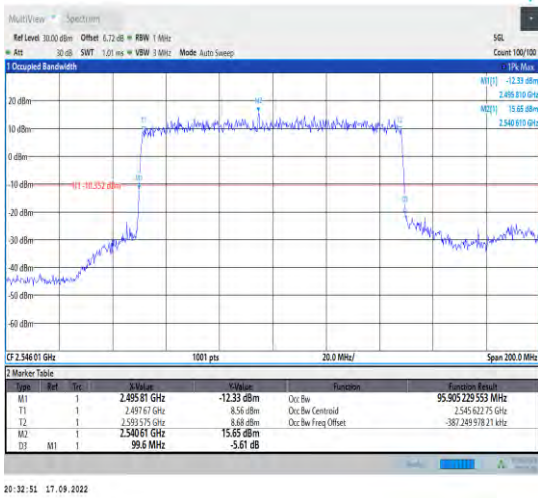 MultiView Spectrum
Ref Level 30.00 dBm Offset 6.72 dB RBW 1 MHz SGL
Att 30 dB SWT 1.01 ms VBW 3 MHz Mode Auto Sweep Count 100/100
1 Occupied Bandwidth 1Pk Max
M1[1] -12.33 dBm
2.495 810 GHz
M2[1] 15.65 dBm
2.540 610 GHz
20 dBm
M2
T1
T2
10 dBm
0 dBm
-10 dBm
H1 -10.352 dBm
-20 dBm
-30 dBm
-40 dBm
-50 dBm
-60 dBm
CF 2.546 01 GHz 1001 pts 20.0 MHz/ Span 200.0 MHz
2 Marker Table
Type Ref Trc X-Value Y-Value Function Function Result
M1 1 2.495 81 GHz -12.33 dBm Occ Bw 95.905 229 553 MHz
T1 1 2.497 67 GHz 8.56 dBm Occ Bw Centroid 2.545 622 75 GHz
T2 1 2.593 575 GHz 8.68 dBm Occ Bw Freq Offset -387.249 978 21 kHz
M2 1 2.540 61 GHz 15.65 dBm
D3 M1 1 99.6 MHz -5.61 dB
20:32:51 17.09.2022